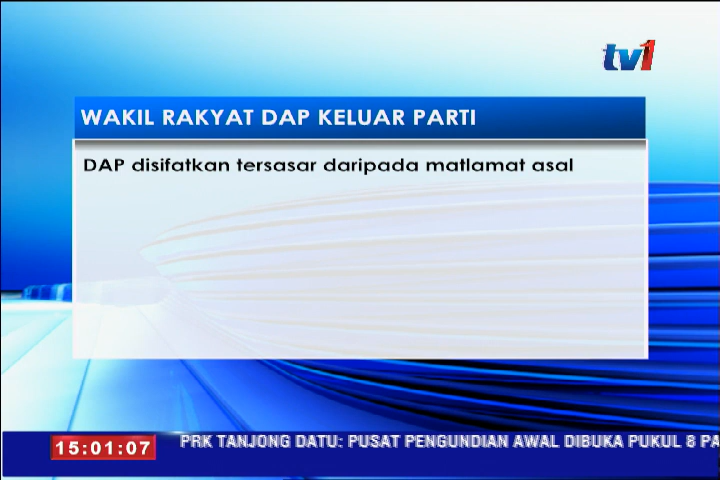 tv1
WAKIL RAKYAT DAP KELUAR PARTI
DAP disifatkan tersasar daripada matlamat asal
15:01:07
PRK TANJONG DATU: PUSAT PENGUNDIAN AWAL DIBUKA PUKUL 8 PA